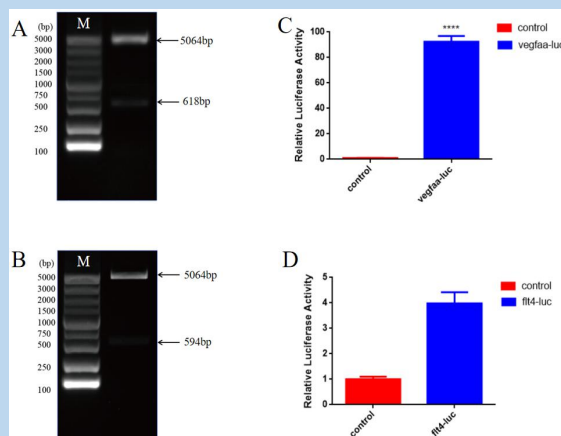 A
(bp)
M
5000
3000
2000
1500
1000
750
500
250
100
5064bp
618bp
C
Relative Luciferase Activity
100
80
60
40
20
0
****
control
vegfaa-luc
control
vegfaa-luc
B
(bp)
M
5000
3000
2000
1500
1000
750
500
250
100
5064bp
594bp
D
Relative Luciferase Activity
5
4
3
2
1
0
control
flt4-luc
control
flt4-luc